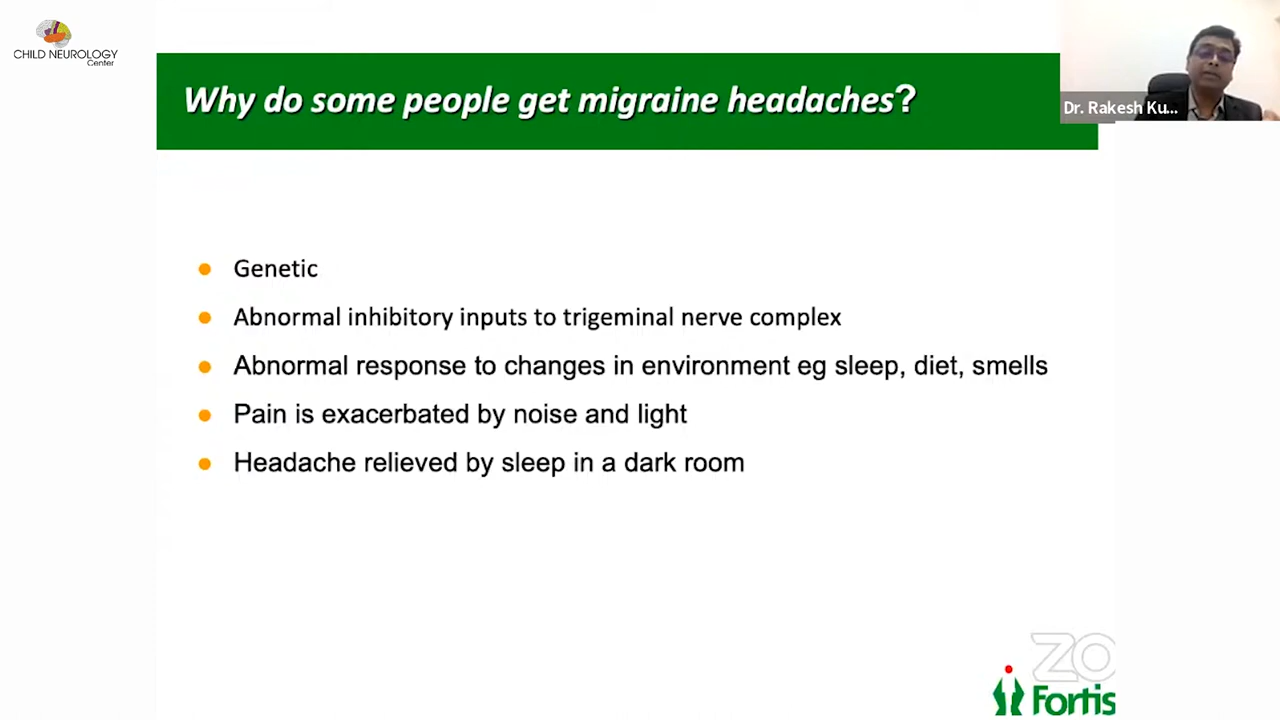 CHILD NEUROLOGY
Center
Why do some people get migraine headaches?
Dr. Rakesh Ku...
Genetic
Abnormal inhibitory inputs to trigeminal nerve complex
Abnormal response to changes in environment eg sleep, diet, smells
Pain is exacerbated by noise and light
Headache relieved by sleep in a dark room
ZO
Fortis